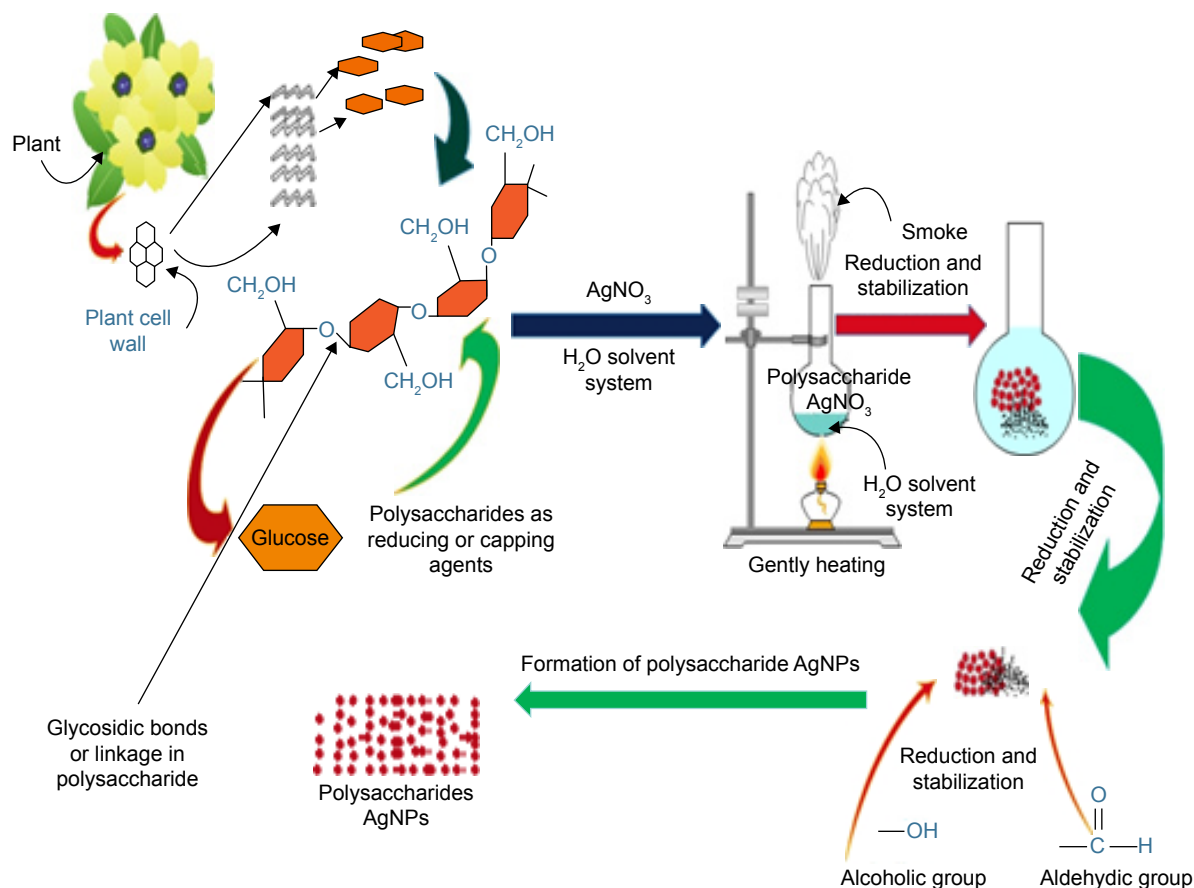 Plant
Plant cell
wall
CH₂OH
O
CH₂OH
O
CH₂OH
O
CH₂OH
Glucose
Polysaccharides as
reducing or capping
agents
Glycosidic bonds
or linkage in
polysaccharide
AgNO₃
H₂O solvent
system
Smoke
Polysaccharide
AgNO₃
H₂O solvent
system
Gently heating
Reduction and
stabilization
Reduction and
stabilization
Formation of polysaccharide AgNPs
Polysaccharides
AgNPs
Reduction and
stabilization
—OH
Alcoholic group
O
—C—H
Aldehydic group